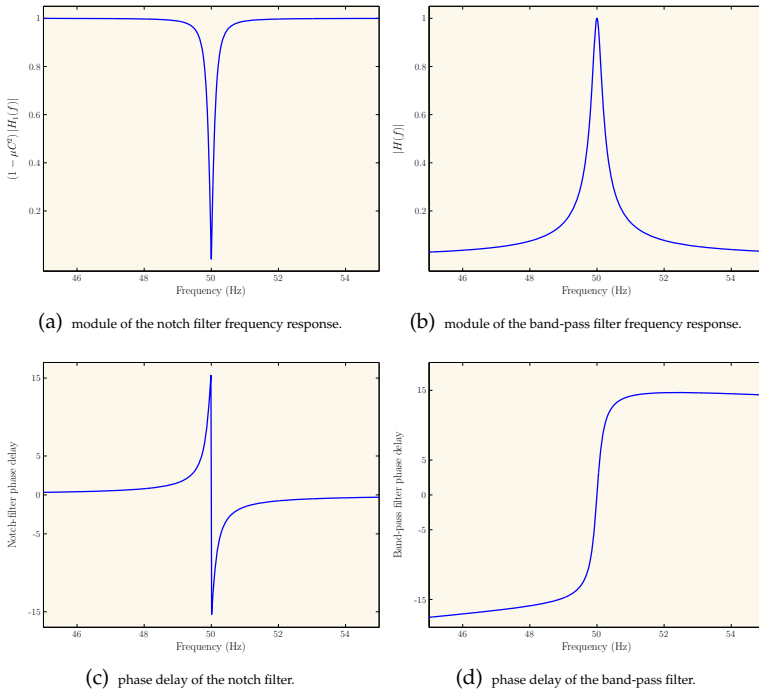 1
0.8
0.6
0.4
0.2
(1 − μC²) |H₁(f)|
46 48 50 52 54
Frequency (Hz)
(a) module of the notch filter frequency response.
1
0.8
0.6
0.4
0.2
|H(f)|
46 48 50 52 54
Frequency (Hz)
(b) module of the band-pass filter frequency response.
15
5
0
-5
-15
Notch-filter phase delay
46 48 50 52 54
Frequency (Hz)
(c) phase delay of the notch filter.
15
5
0
-5
-15
Band-pass filter phase delay
46 48 50 52 54
Frequency (Hz)
(d) phase delay of the band-pass filter.